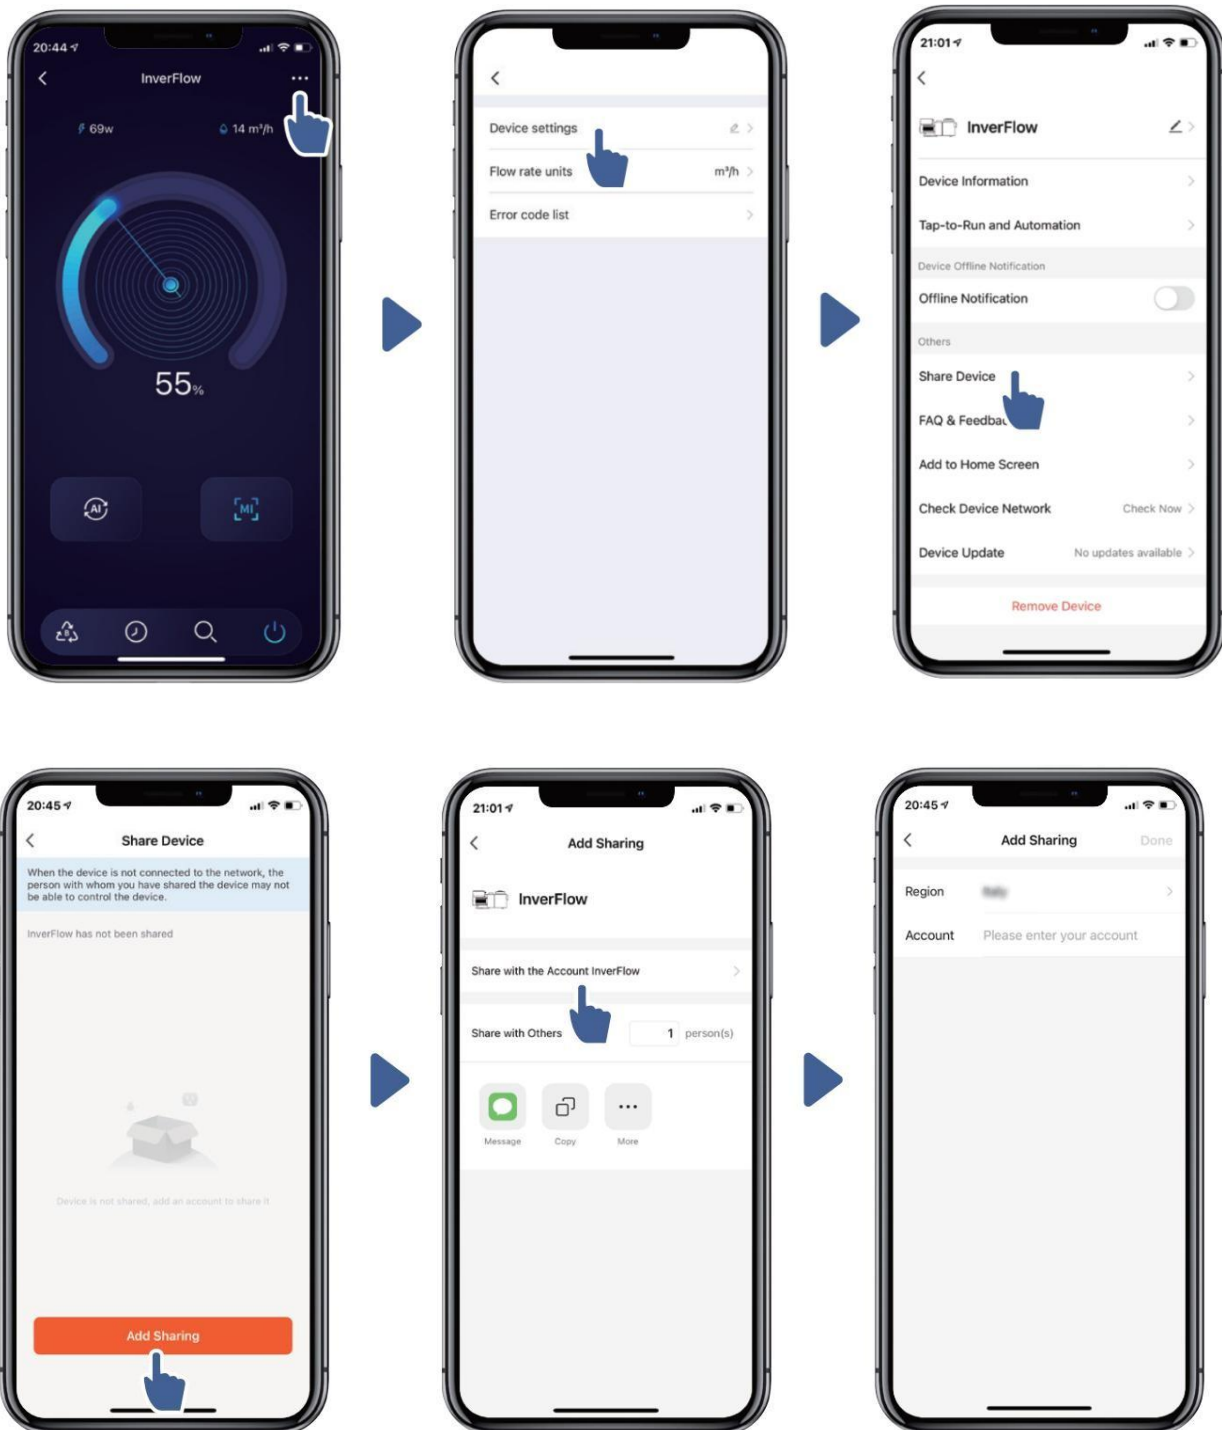 20:44
InverFlow
69w
14 m³/h
55%
AI
MI
B
Device settings
Flow rate units m³/h
Error code list
21:01
InverFlow
Device Information
Tap-to-Run and Automation
Device Offline Notification
Offline Notification
Others
Share Device
FAQ & Feedbac
Add to Home Screen
Check Device Network Check Now
Device Update No updates available
Remove Device
20:45
Share Device
When the device is not connected to the network, the
person with whom you have shared the device may not
be able to control the device.
InverFlow has not been shared
Device is not shared, add an account to share it
Add Sharing
21:01
Add Sharing
InverFlow
Share with the Account InverFlow
Share with Others 1 person(s)
Message Copy More
20:45
Add Sharing Done
Region
Account Please enter your account